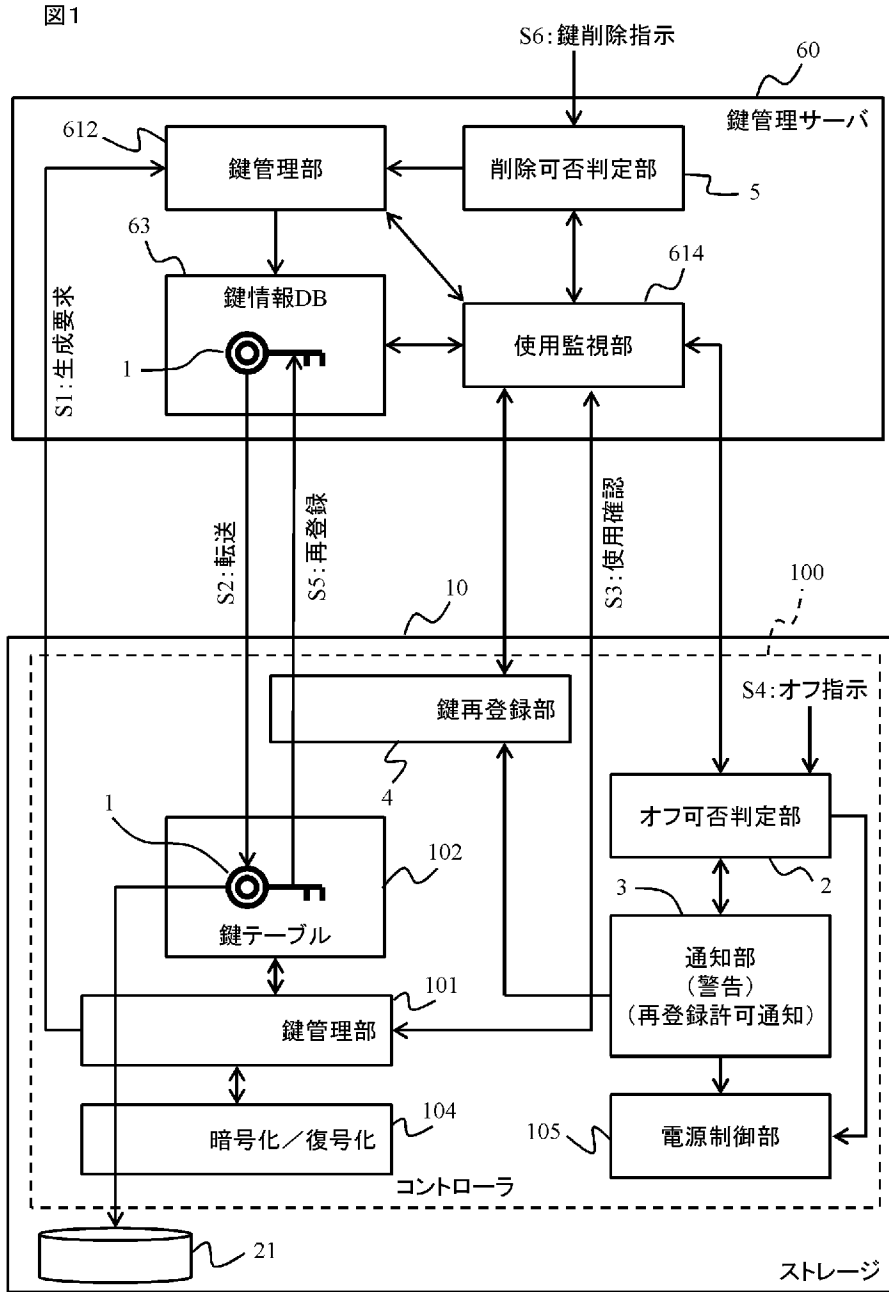 図1
S6:鍵削除指示
60
鍵管理サーバ
612
鍵管理部
削除可否判定部
5
63
鍵情報DB
1
614
使用監視部
S1:生成要求
S2:転送
S5:再登録
S3:使用確認
10
100
鍵再登録部
4
S4:オフ指示
オフ可否判定部
2
1
102
鍵テーブル
3
通知部
(警告)
(再登録許可通知)
101
鍵管理部
104
暗号化/復号化
105
電源制御部
コントローラ
21
ストレージ